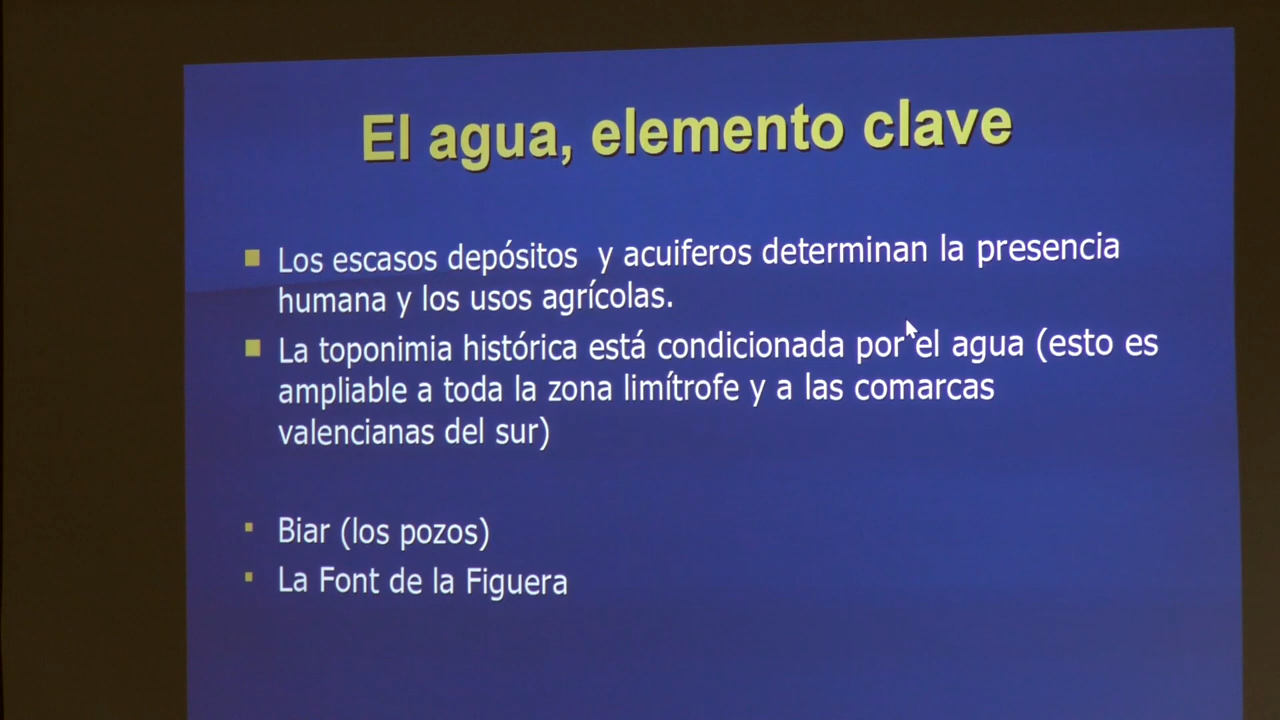 El agua, elemento clave
Los escasos depósitos y acuiferos determinan la presencia
humana y los usos agrícolas.
La toponimia histórica está condicionada por el agua (esto es
ampliable a toda la zona limítrofe y a las comarcas
valencianas del sur)
Biar (los pozos)
La Font de la Figuera